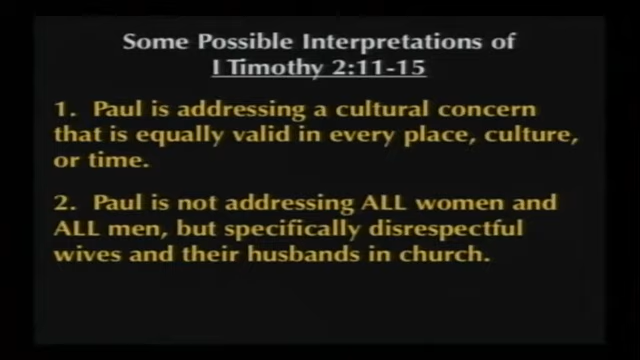 Some Possible Interpretations of
I Timothy 2:11-15
1. Paul is addressing a cultural concern
that is equally valid in every place, culture,
or time.
2. Paul is not addressing ALL women and
ALL men, but specifically disrespectful
wives and their husbands in church.